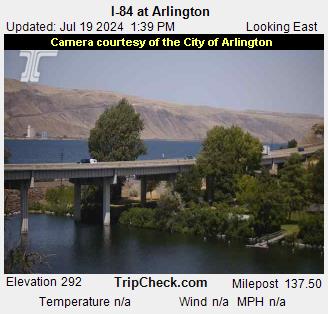 I-84 at Arlington
Updated: Jul 19 2024 1:39 PM Looking East
Camera courtesy of the City of Arlington
Elevation 292 TripCheck.com Milepost 137.50
Temperature n/a Wind n/a MPH n/a